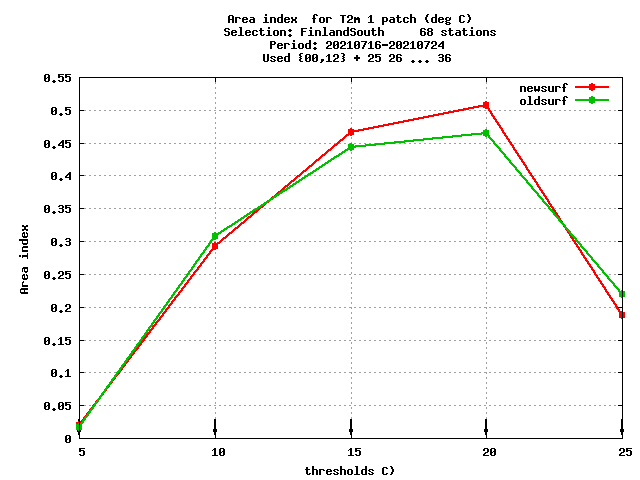 Area index  for T2m 1 patch (deg C)
Selection: FinlandSouth     68 stations
Period: 20210716-20210724
Used {00,12} + 25 26 ... 36
newsurf
oldsurf
0.55
0.5
0.45
0.4
0.35
0.3
0.25
0.2
0.15
0.1
0.05
0
Area index
5 10 15 20 25
thresholds C)